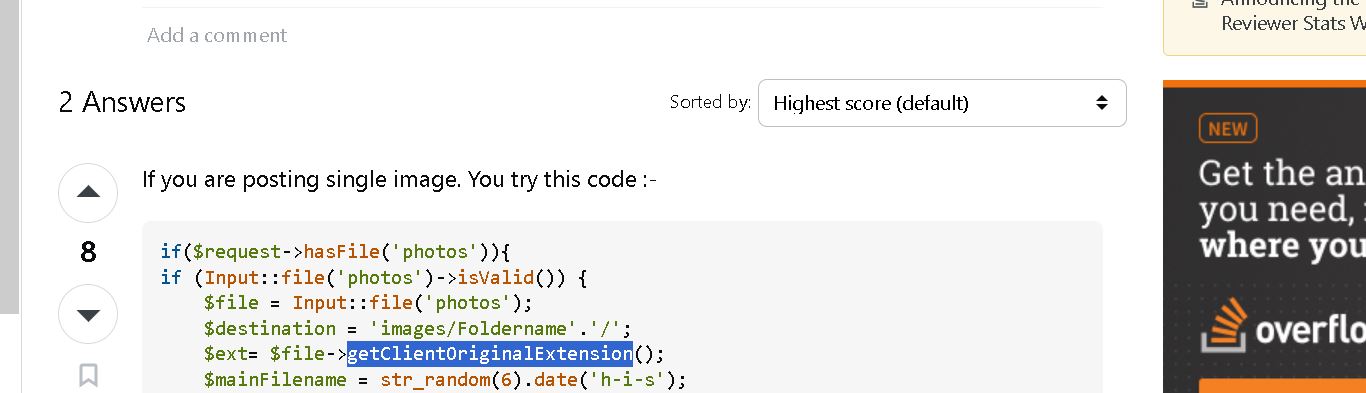 Add a comment
Announcing the
Reviewer Stats W
2 Answers
Sorted by:
Highest score (default)
If you are posting single image. You try this code :-
8
if($request->hasFile('photos')){
if (Input::file('photos')->isValid()) {
$file = Input::file('photos');
$destination = 'images/Foldername'.'/';
$ext= $file->getClientOriginalExtension();
$mainFilename = str_random(6).date('h-i-s');
NEW
Get the an
you need,
where you
overflo